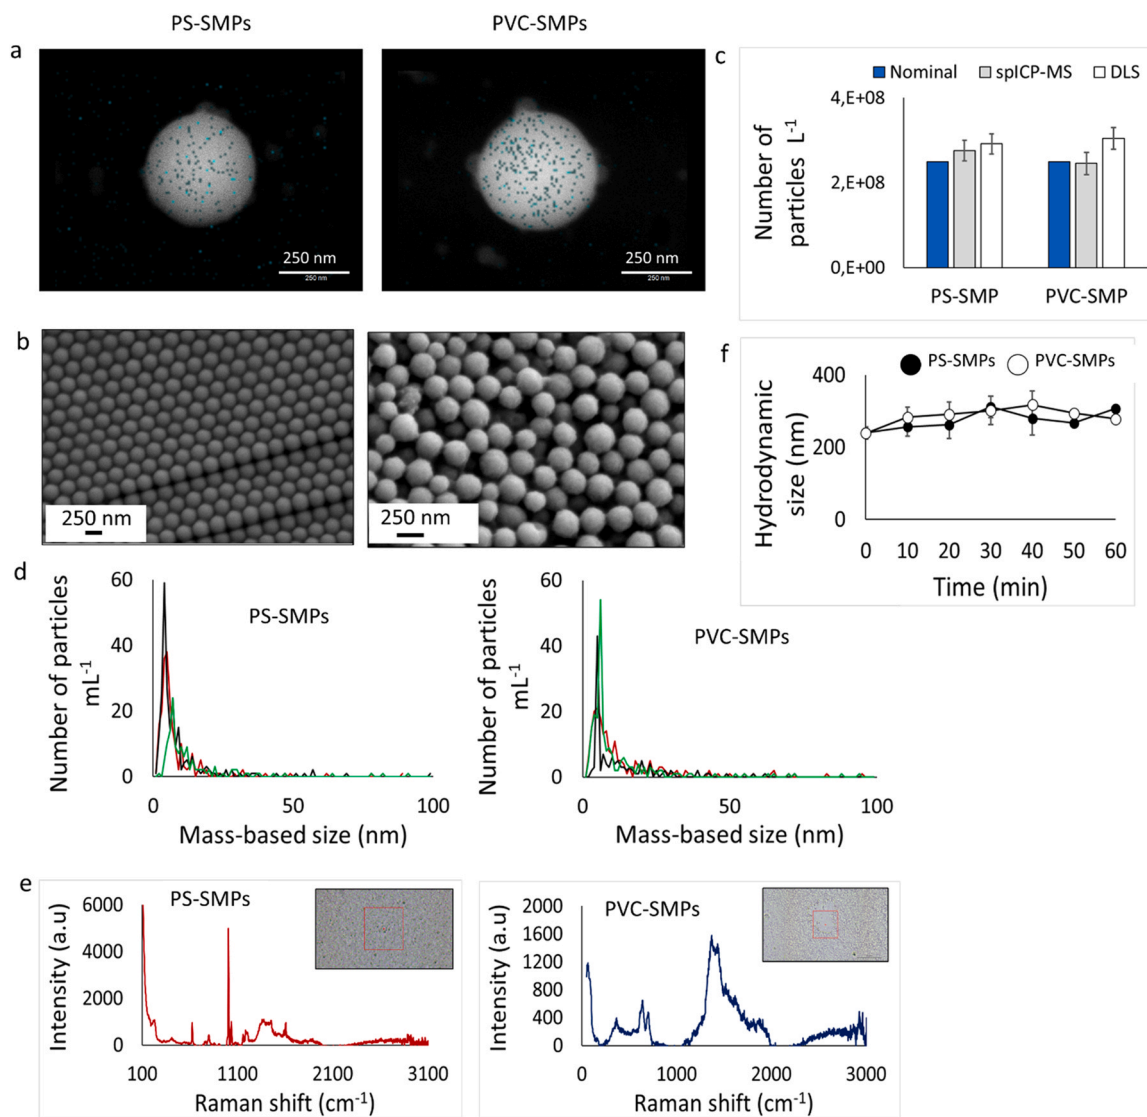 PS-SMPs
PVC-SMPs
a
250 nm
250 nm
250 nm
250 nm
c
Nominal
spICP-MS
DLS
Number of
particles L⁻¹
4,E+08
2,E+08
0,E+00
PS-SMP
PVC-SMP
b
250 nm
250 nm
f
PS-SMPs
PVC-SMPs
Hydrodynamic
size (nm)
400
200
0
0 10 20 30 40 50 60
Time (min)
d
Number of particles
mL⁻¹
60
40
20
0
PS-SMPs
0 50 100
Mass-based size (nm)
Number of particles
mL⁻¹
60
40
20
0
PVC-SMPs
0 50 100
Mass-based size (nm)
e
Intensity (a.u)
6000
4000
2000
0
PS-SMPs
100 1100 2100 3100
Raman shift (cm⁻¹)
Intensity (a.u)
2000
1600
1200
800
400
0
PVC-SMPs
0 1000 2000 3000
Raman shift (cm⁻¹)